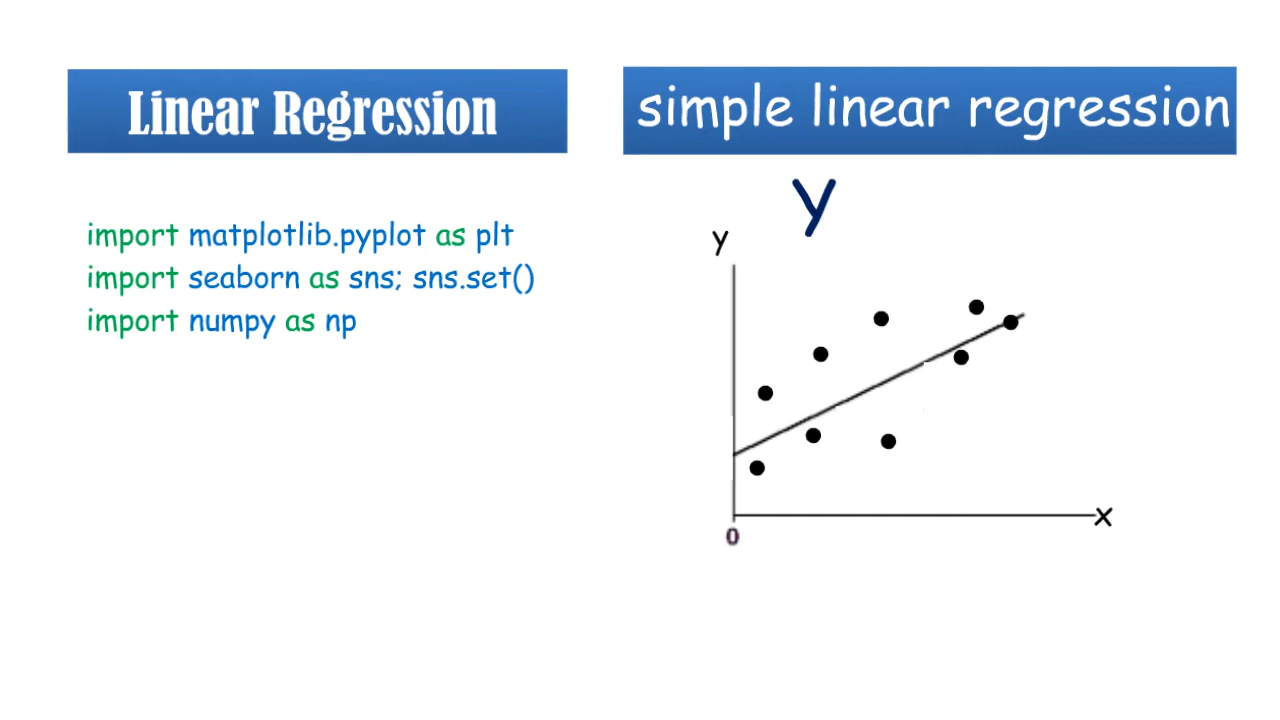 Linear Regression
import matplotlib.pyplot as plt
import seaborn as sns; sns.set()
import numpy as np
simple linear regression
y
y
x
0